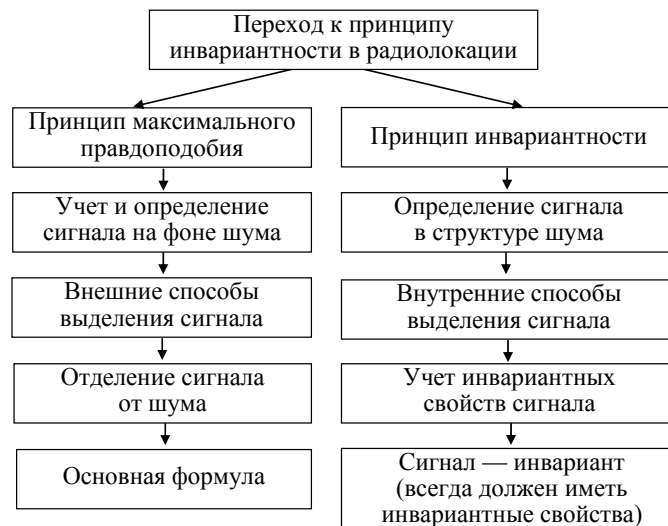 Переход к принципу
инвариантности в радиолокации
Принцип максимального
правдоподобия
Учет и определение
сигнала на фоне шума
Внешние способы
выделения сигнала
Отделение сигнала
от шума
Основная формула
Принцип инвариантности
Определение сигнала
в структуре шума
Внутренние способы
выделения сигнала
Учет инвариантных
свойств сигнала
Сигнал — инвариант
(всегда должен иметь
инвариантные свойства)